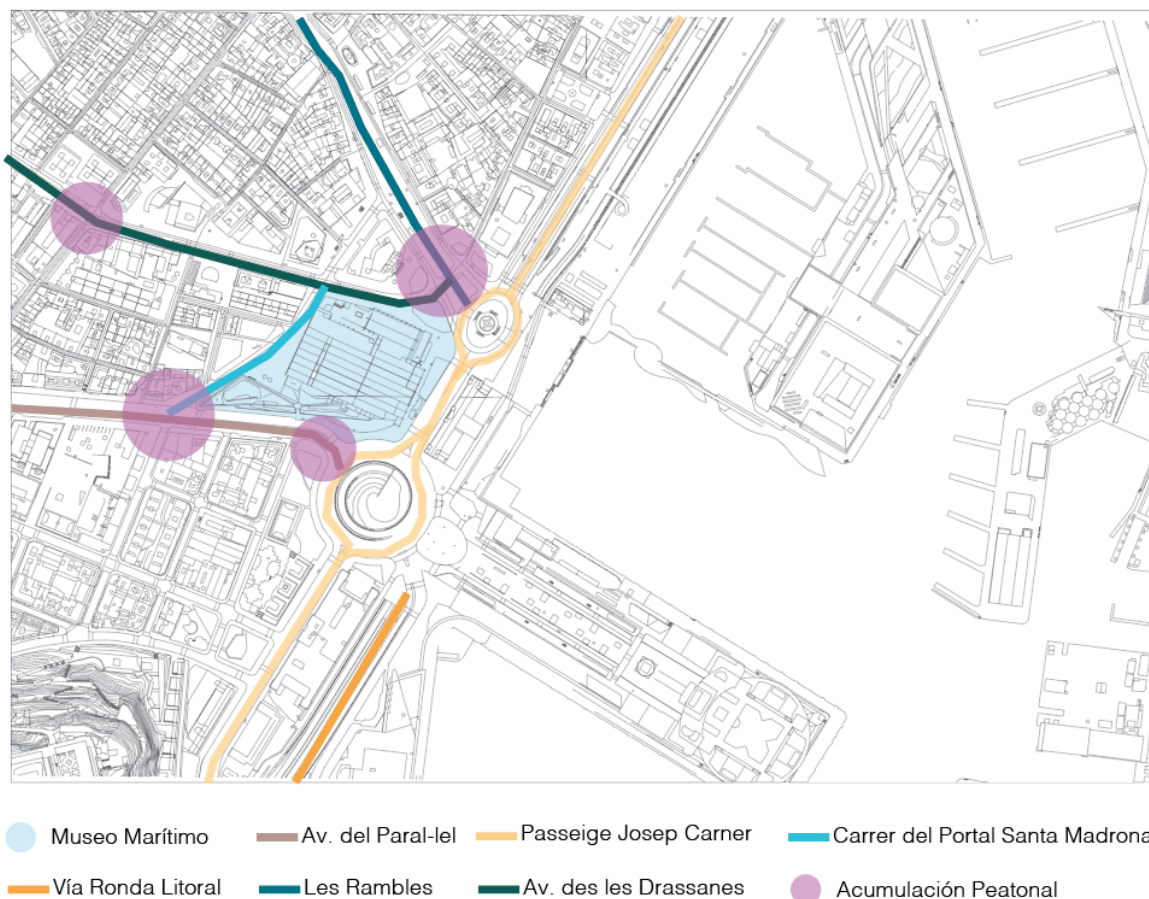 Museo Marítimo
Av. del Paral-lel
Passeige Josep Carner
Carrer del Portal Santa Madrona
Vía Ronda Litoral
Les Rambles
Av. des les Drassanes
Acumulación Peatonal